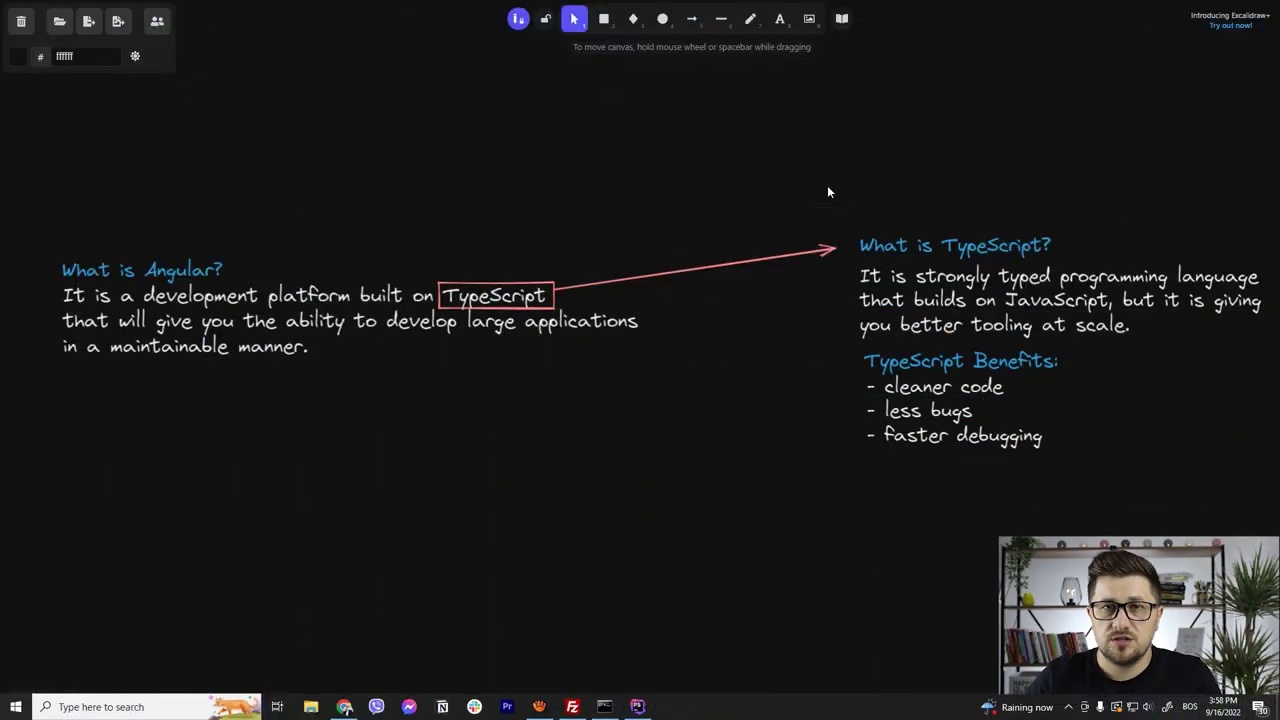 Introducing Excalidraw+
Try out now!
To move canvas, hold mouse wheel or spacebar while dragging
# ffffff
What is Angular?
It is a development platform built on TypeScript
that will give you the ability to develop large applications
in a maintainable manner.
What is TypeScript?
It is strongly typed programming language
that builds on JavaScript, but it is giving
you better tooling at scale.
TypeScript Benefits:
- cleaner code
- less bugs
- faster debugging
Type here to search
Raining now
BOS
3:58 PM
9/16/2022
30